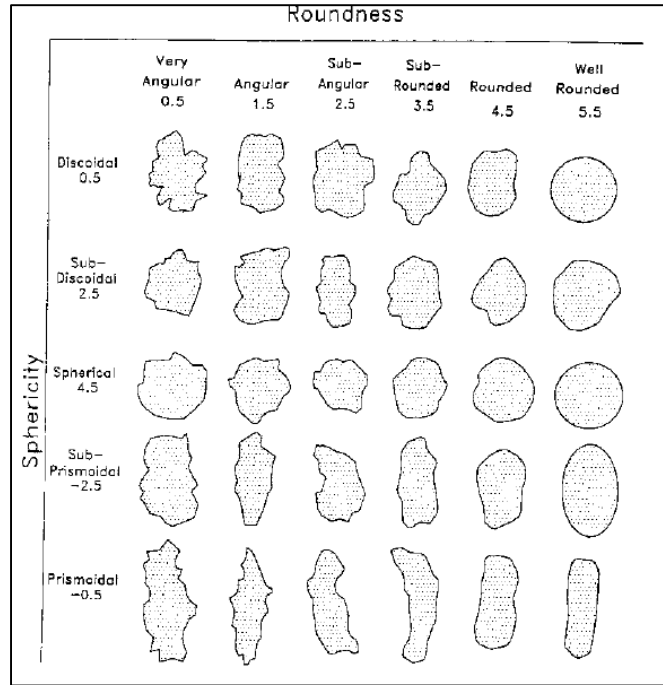 Roundness
Very Angular 0.5
Angular 1.5
Sub-Angular 2.5
Sub-Rounded 3.5
Rounded 4.5
Well Rounded 5.5
Sphericity
Discoidal 0.5
Sub-Discoidal 2.5
Spherical 4.5
Sub-Prismoidal -2.5
Prismoidal -0.5